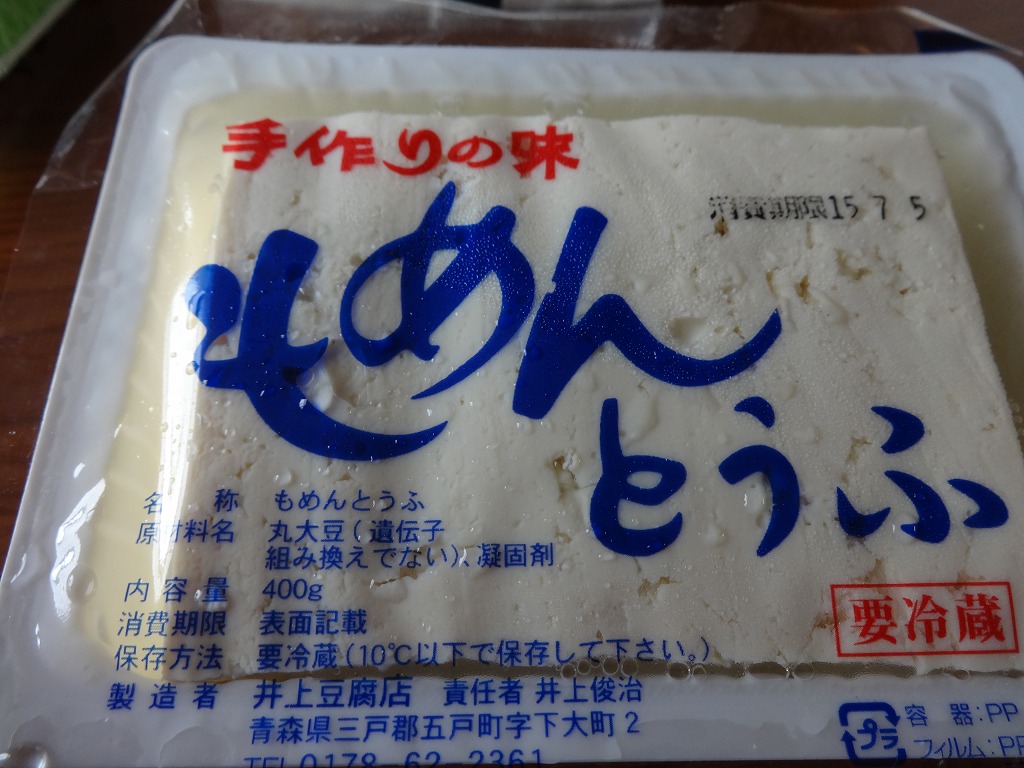 手作りの味
消費期限15 7 5
もめん
とうふ
名称 もめんとうふ
原材料名 丸大豆(遺伝子
組み換えでない)、凝固剤
内容量 400g
消費期限 表面記載
保存方法 要冷蔵(10℃以下で保存して下さい。)
要冷蔵
製造者 井上豆腐店 責任者 井上俊治
青森県三戸郡五戸町字下大町2
TEL0178-62-2361
プラ
容器:PP
フィルム:PE